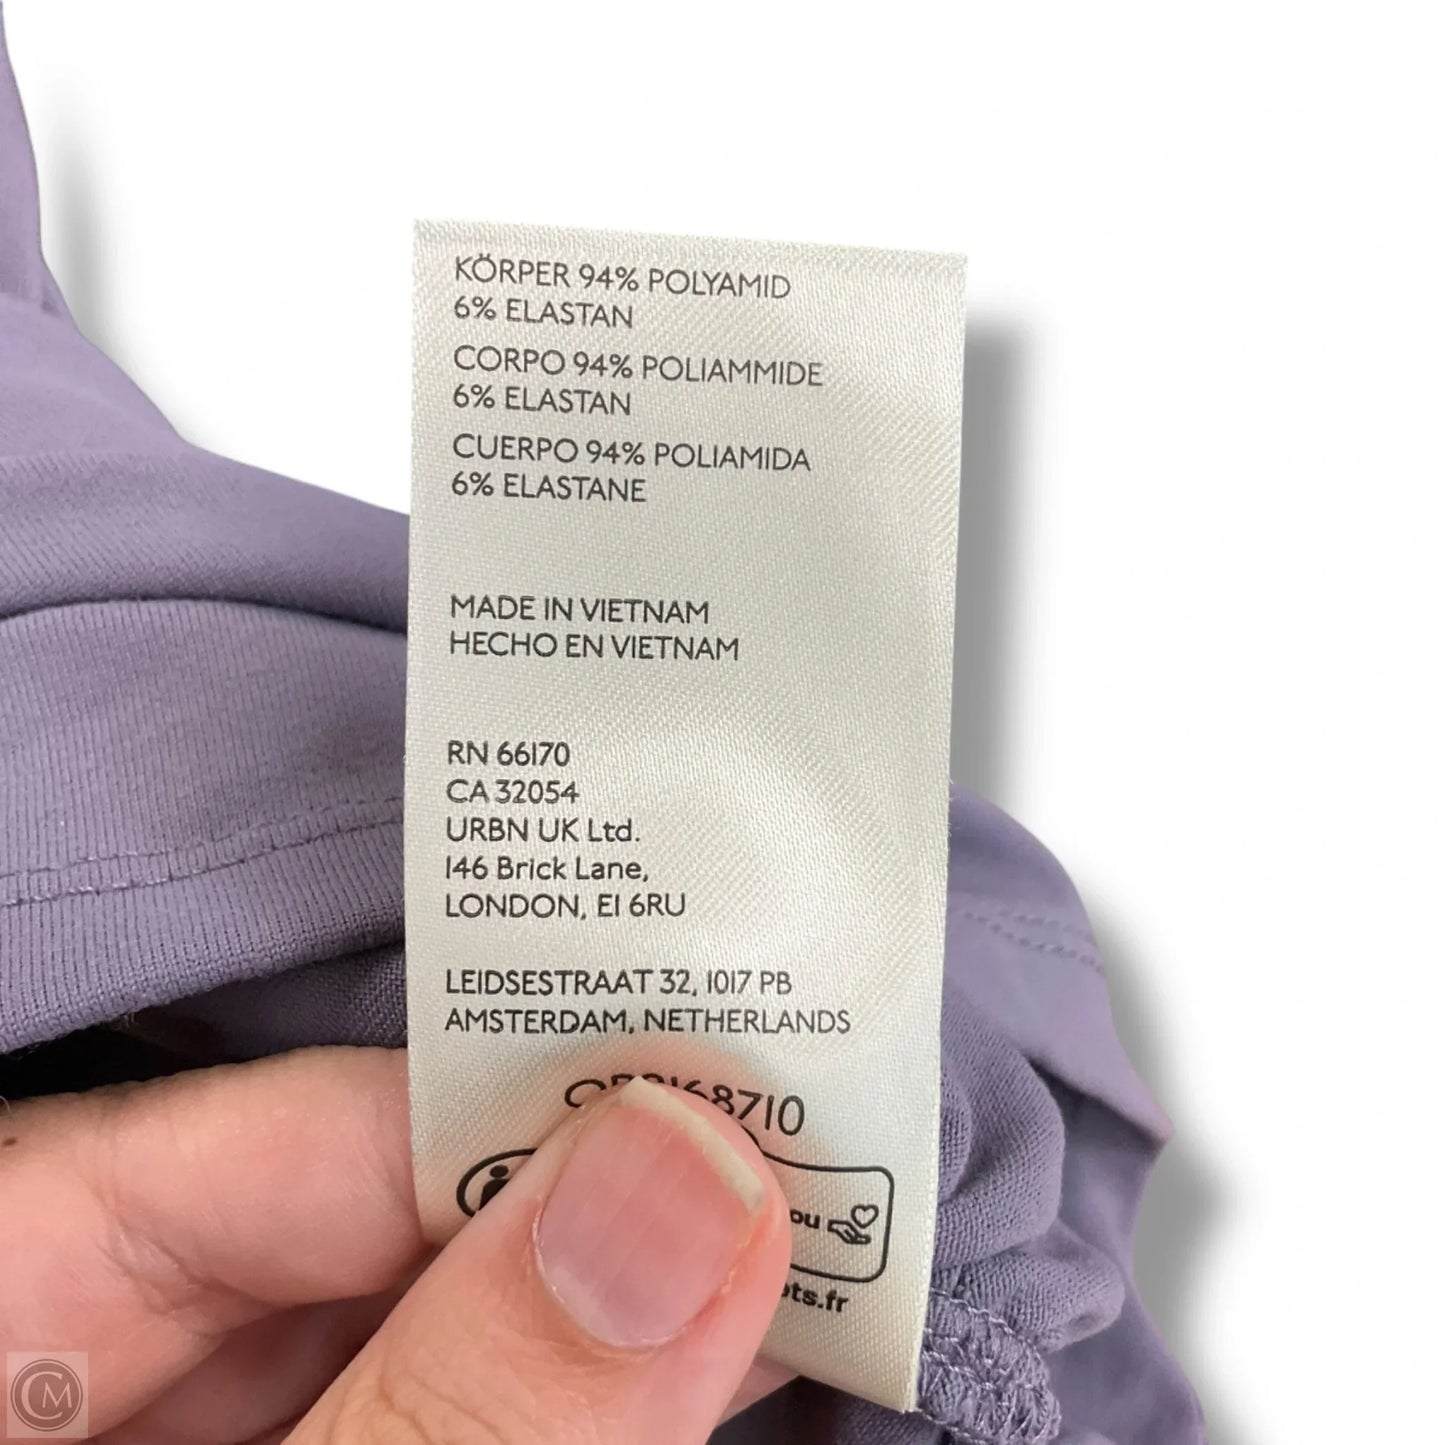 KÖRPER 94% POLYAMID
6% ELASTAN
CORPO 94% POLIAMMIDE
6% ELASTAN
CUERPO 94% POLIAMIDA
6% ELASTANE
MADE IN VIETNAM
HECHO EN VIETNAM
RN 66170
CA 32054
URBN UK Ltd.
146 Brick Lane,
LONDON, E1 6RU
LEIDSESTRAAT 32, 1017 PB
AMSTERDAM, NETHERLANDS
CM